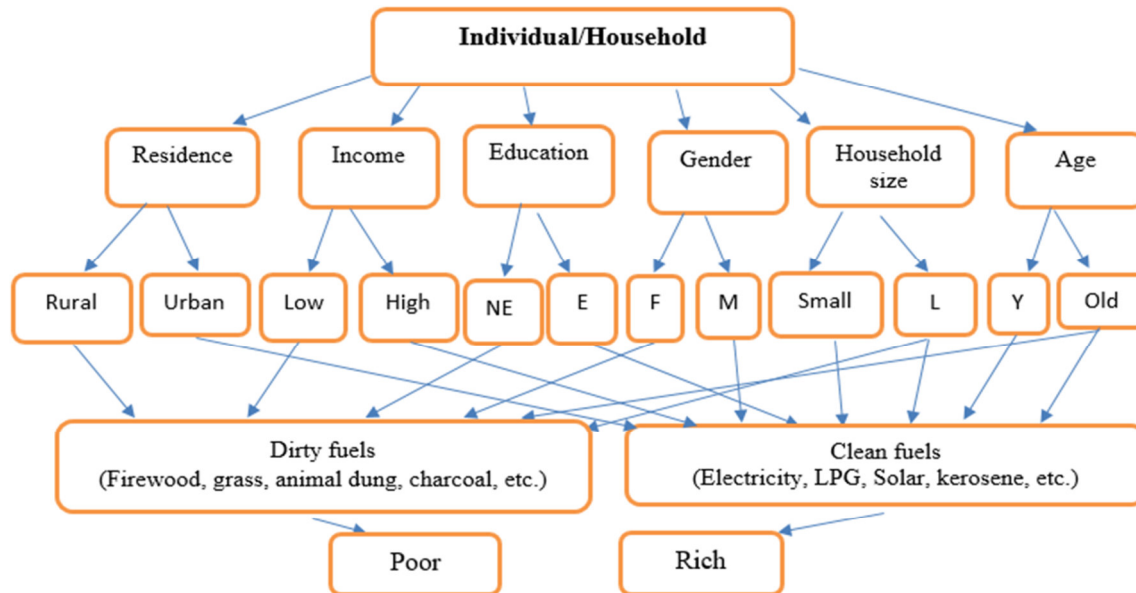 Individual/Household
Residence
Income
Education
Gender
Household
size
Age
Rural
Urban
Low
High
NE
E
F
M
Small
L
Y
Old
Dirty fuels
(Firewood, grass, animal dung, charcoal, etc.)
Clean fuels
(Electricity, LPG, Solar, kerosene, etc.)
Poor
Rich